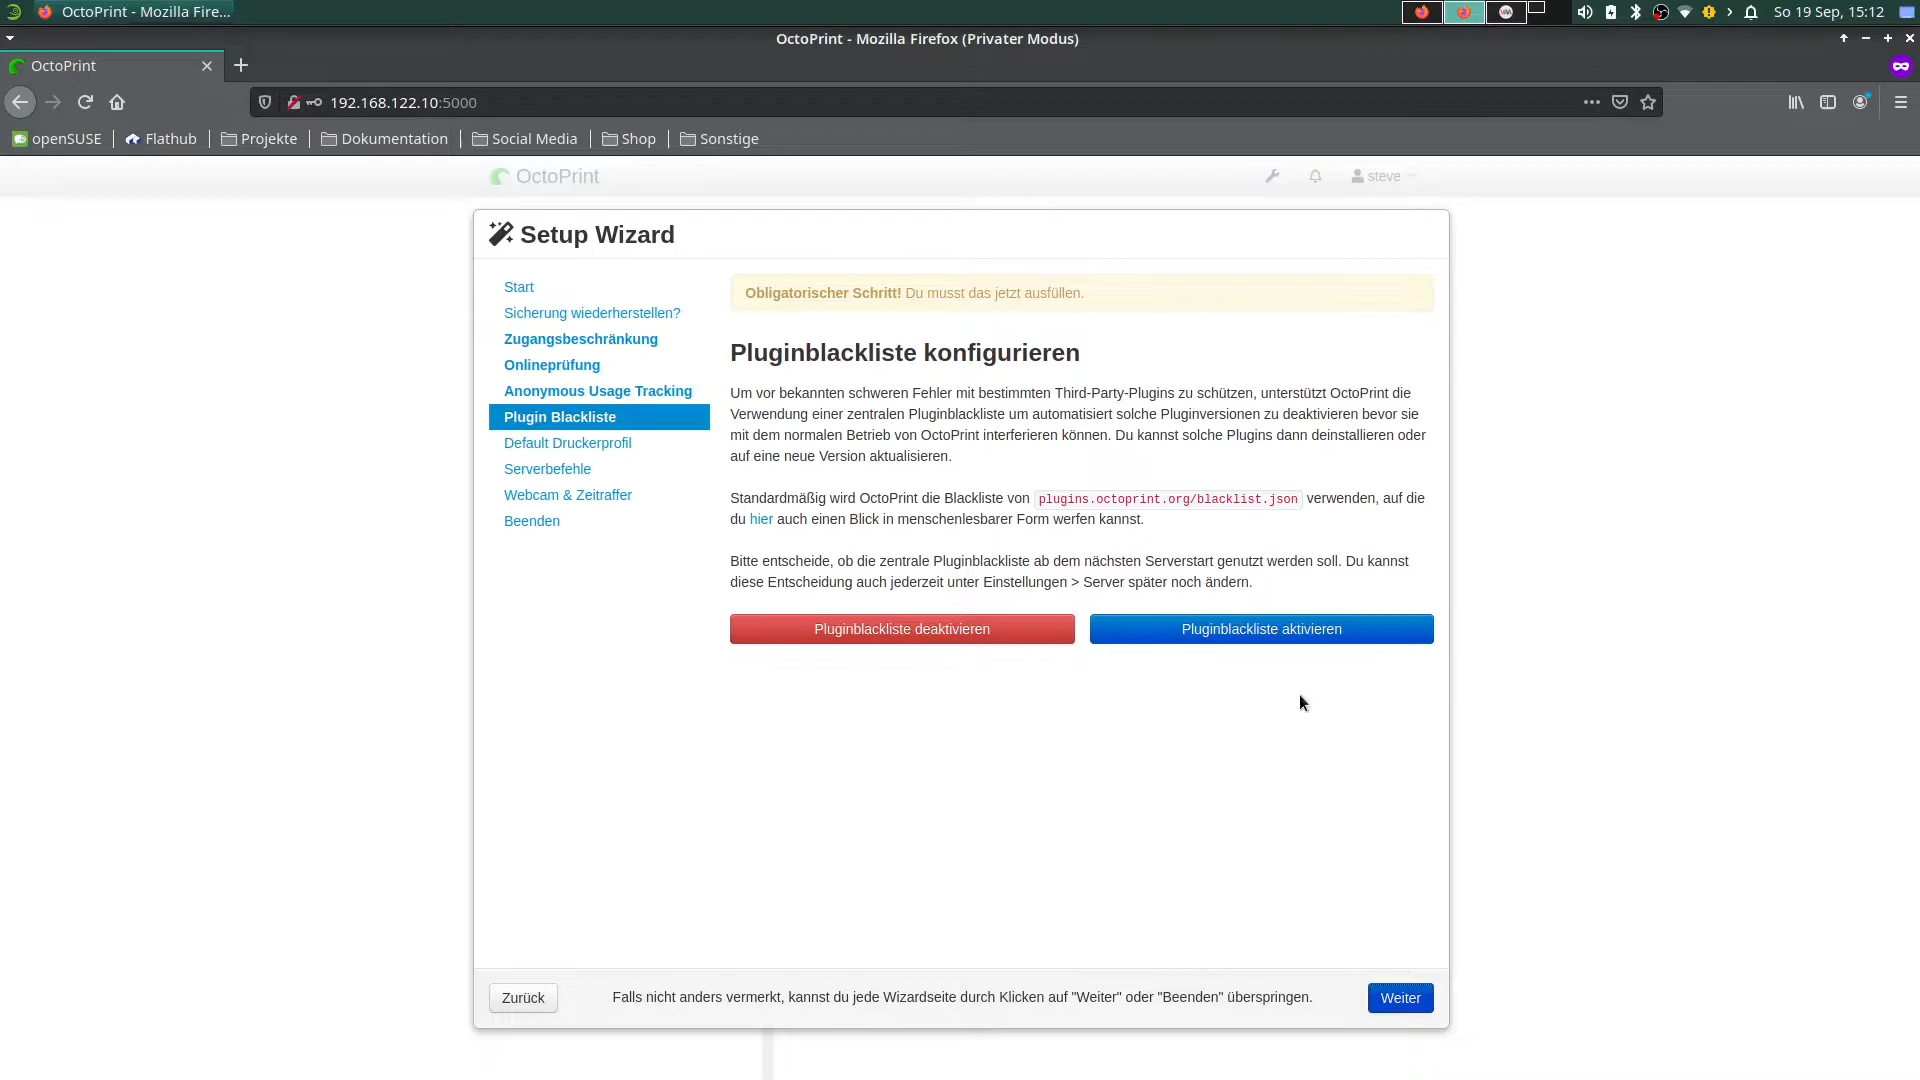 OctoPrint - Mozilla Fire...
So 19 Sep, 15:12
OctoPrint - Mozilla Firefox (Privater Modus)
OctoPrint
192.168.122.10:5000
openSUSE
Flathub
Projekte
Dokumentation
Social Media
Shop
Sonstige
OctoPrint
steve
Setup Wizard
Start
Sicherung wiederherstellen?
Zugangsbeschränkung
Onlineprüfung
Anonymous Usage Tracking
Plugin Blackliste
Default Druckerprofil
Serverbefehle
Webcam & Zeitraffer
Beenden
Obligatorischer Schritt! Du musst das jetzt ausfüllen.
Pluginblackliste konfigurieren
Um vor bekannten schweren Fehler mit bestimmten Third-Party-Plugins zu schützen, unterstützt OctoPrint die
Verwendung einer zentralen Pluginblackliste um automatisiert solche Pluginversionen zu deaktivieren bevor sie
mit dem normalen Betrieb von OctoPrint interferieren können. Du kannst solche Plugins dann deinstallieren oder
auf eine neue Version aktualisieren.
Standardmäßig wird OctoPrint die Blackliste von plugins.octoprint.org/blacklist.json verwenden, auf die
du hier auch einen Blick in menschenlesbarer Form werfen kannst.
Bitte entscheide, ob die zentrale Pluginblackliste ab dem nächsten Serverstart genutzt werden soll. Du kannst
diese Entscheidung auch jederzeit unter Einstellungen > Server später noch ändern.
Pluginblackliste deaktivieren
Pluginblackliste aktivieren
Zurück
Falls nicht anders vermerkt, kannst du jede Wizardseite durch Klicken auf "Weiter" oder "Beenden" überspringen.
Weiter